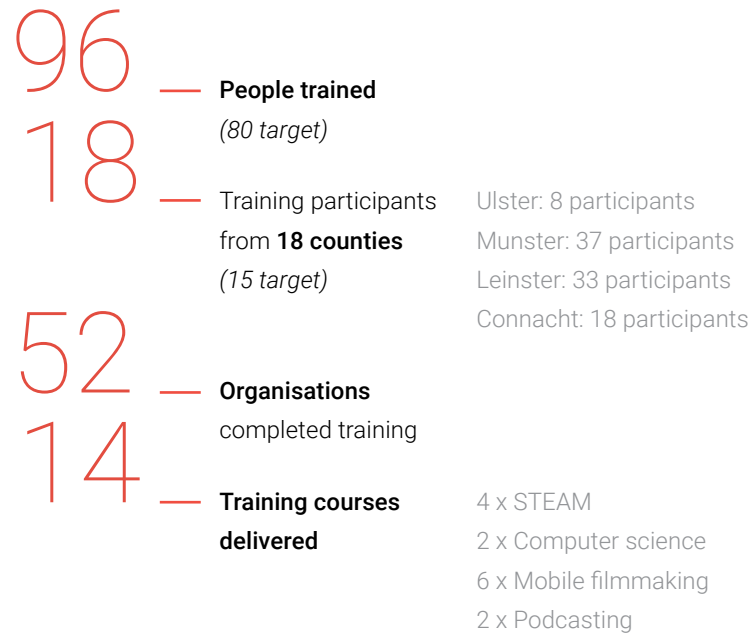 96
People trained
(80 target)
18
Training participants
from 18 counties
(15 target)
Ulster: 8 participants
Munster: 37 participants
Leinster: 33 participants
Connacht: 18 participants
52
Organisations
completed training
14
Training courses
delivered
4 x STEAM
2 x Computer science
6 x Mobile filmmaking
2 x Podcasting